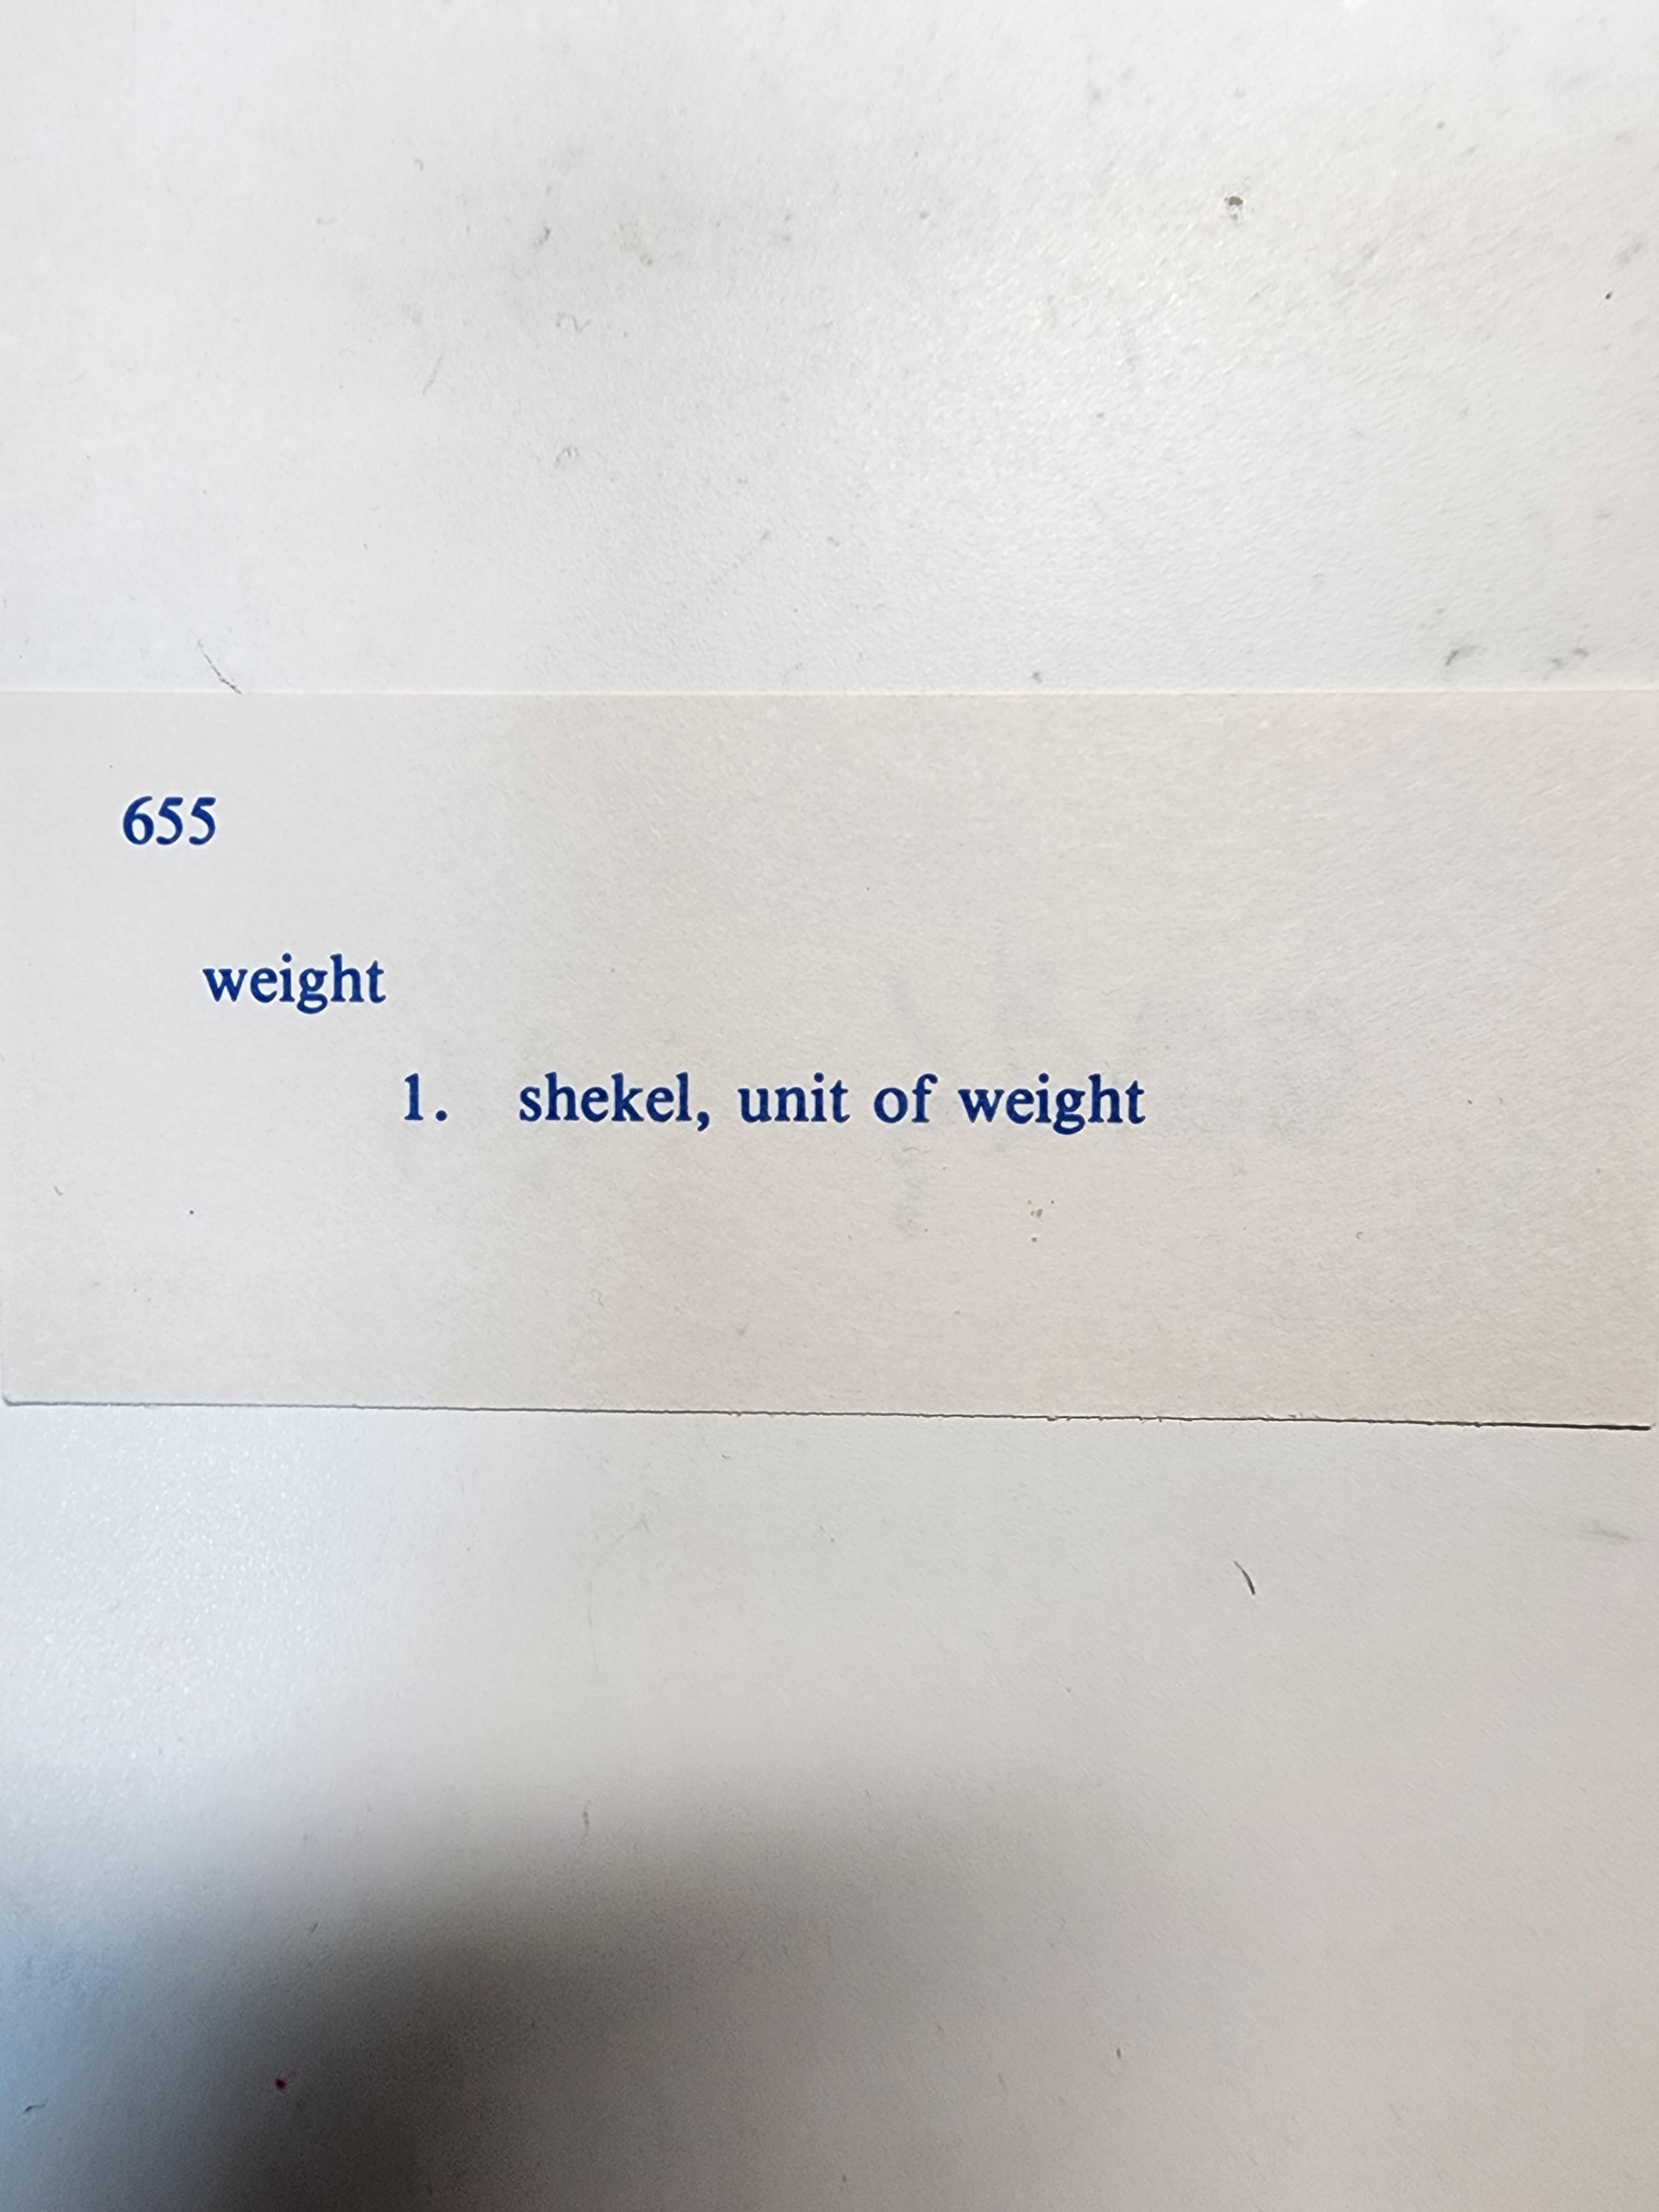 655
weight
1. shekel, unit of weight